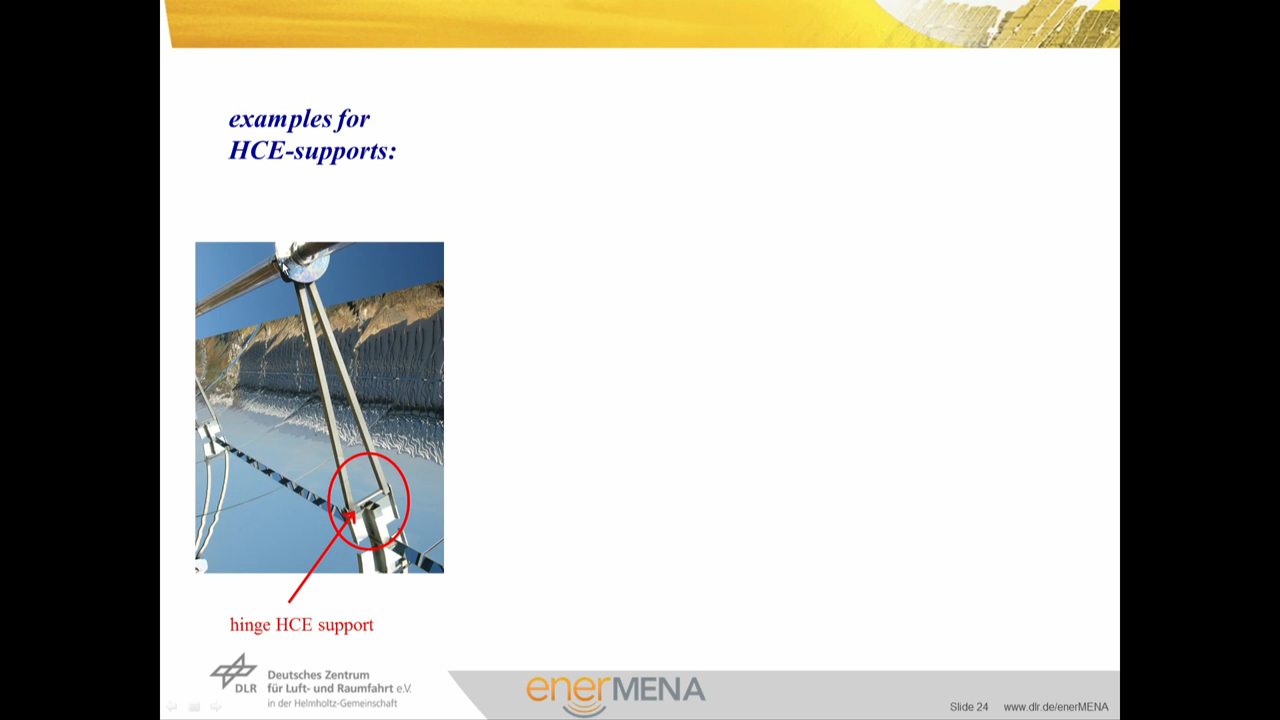 examples for
HCE-supports:
hinge HCE support
DLR
Deutsches Zentrum
für Luft- und Raumfahrt e.V.
in der Helmholtz-Gemeinschaft
enerMENA
Slide 24 www.dlr.de/enerMENA